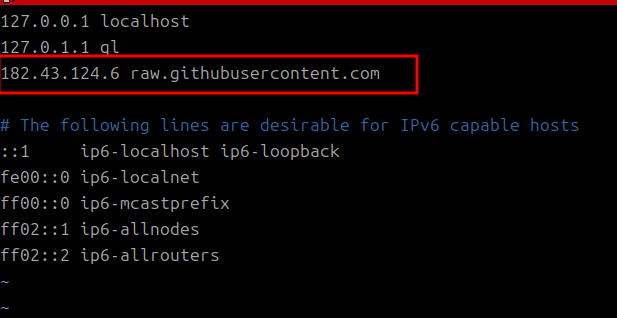 127.0.0.1 localhost
127.0.1.1 ql
182.43.124.6 raw.githubusercontent.com
# The following lines are desirable for IPv6 capable hosts
::1     ip6-localhost ip6-loopback
fe00::0 ip6-localnet
ff00::0 ip6-mcastprefix
ff02::1 ip6-allnodes
ff02::2 ip6-allrouters
~
~